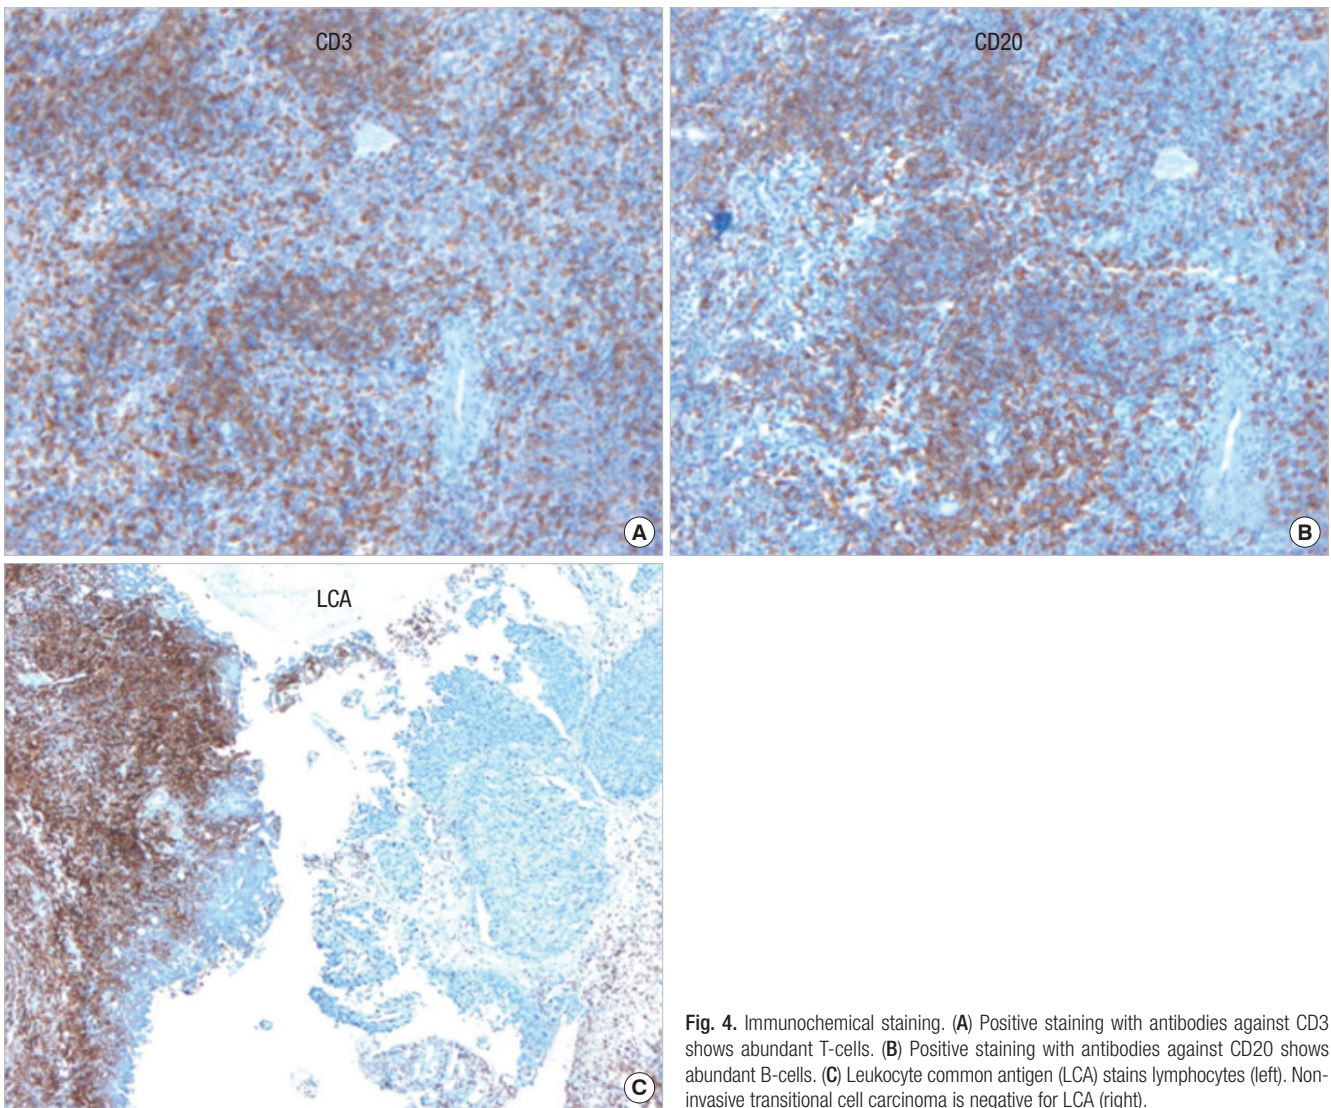 CD3
CD20
A
B
LCA
C
Fig. 4. Immunochemical staining. (A) Positive staining with antibodies against CD3
shows abundant T-cells. (B) Positive staining with antibodies against CD20 shows
abundant B-cells. (C) Leukocyte common antigen (LCA) stains lymphocytes (left). Non-
invasive transitional cell carcinoma is negative for LCA (right).